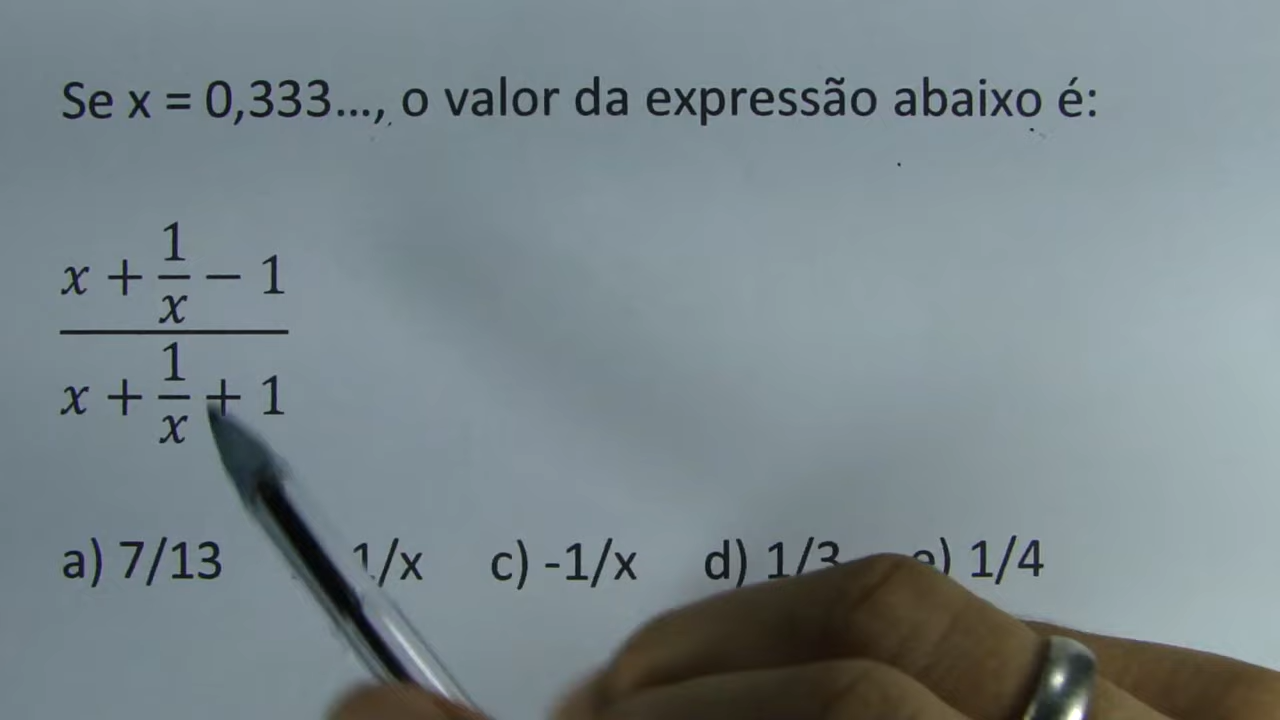 Se x = 0,333..., o valor da expressão abaixo é:
x + 1/x − 1
x + 1/x + 1
a) 7/13 1/x c) -1/x d) 1/3 e) 1/4